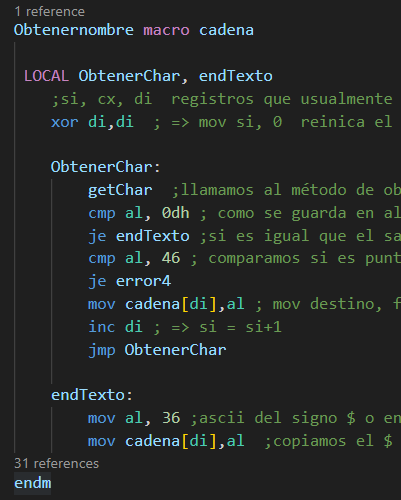 1 reference
Obtenernombre macro cadena
LOCAL ObtenerChar, endTexto
;si, cx, di  registros que usualmente
xor di,di  ; => mov si, 0  reinica el
ObtenerChar:
getChar  ;llamamos al método de ob
cmp al, 0dh ; como se guarda en al
je endTexto ;si es igual que el sa
cmp al, 46 ; comparamos si es punt
je error4
mov cadena[di],al ; mov destino, f
inc di ; => si = si+1
jmp ObtenerChar
endTexto:
mov al, 36 ;ascii del signo $ o en
mov cadena[di],al  ;copiamos el $
31 references
endm